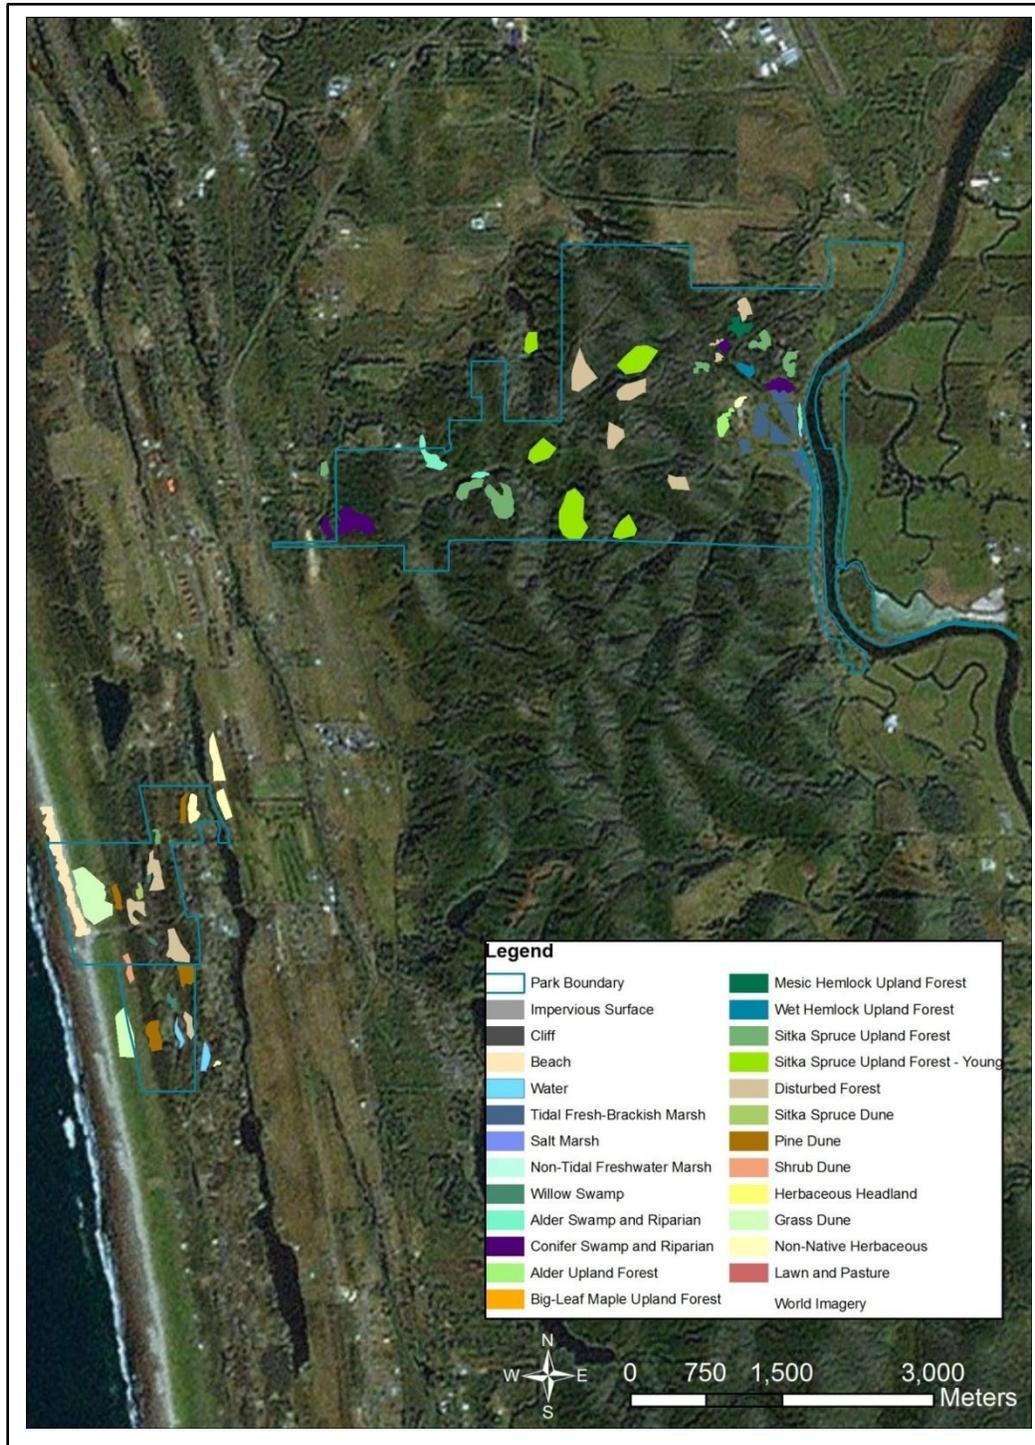 Legend
Park Boundary
Impervious Surface
Cliff
Beach
Water
Tidal Fresh-Brackish Marsh
Salt Marsh
Non-Tidal Freshwater Marsh
Willow Swamp
Alder Swamp and Riparian
Conifer Swamp and Riparian
Alder Upland Forest
Big-Leaf Maple Upland Forest
Mesic Hemlock Upland Forest
Wet Hemlock Upland Forest
Sitka Spruce Upland Forest
Sitka Spruce Upland Forest - Young
Disturbed Forest
Sitka Spruce Dune
Pine Dune
Shrub Dune
Herbaceous Headland
Grass Dune
Non-Native Herbaceous
Lawn and Pasture
World Imagery
N
W E
S
0 750 1,500 3,000
Meters